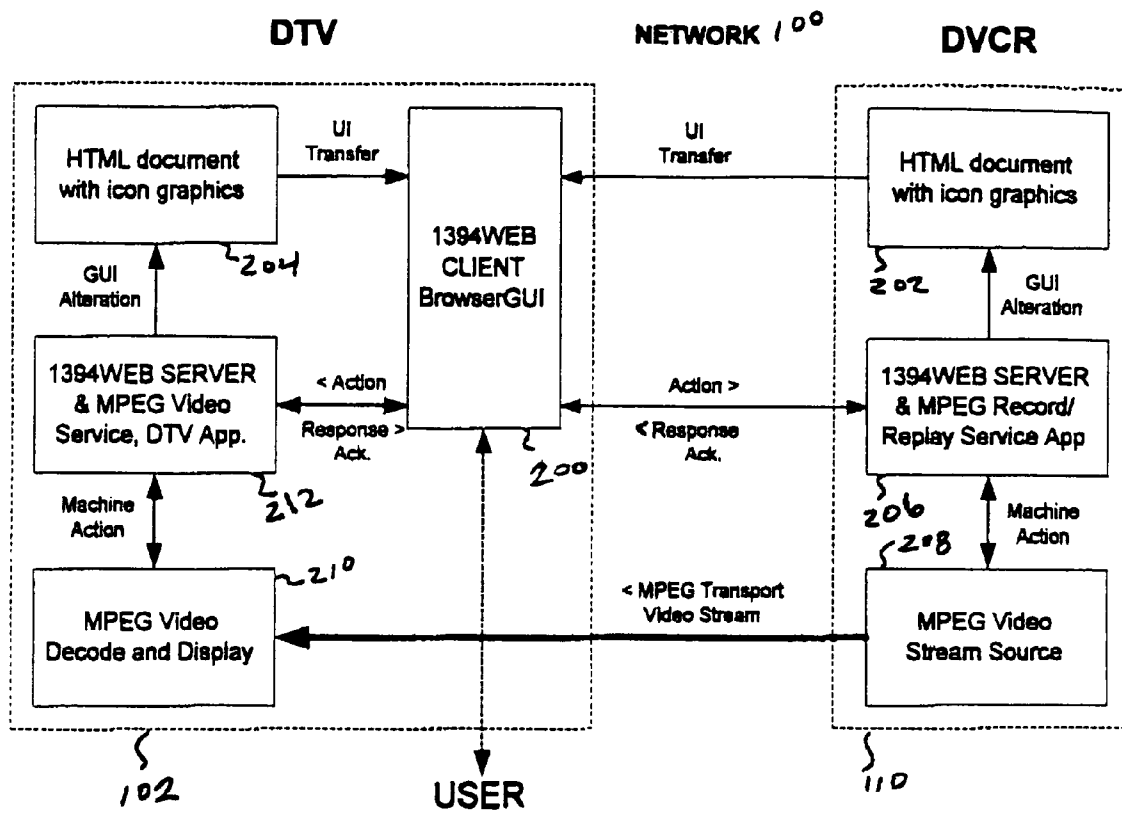 DTV
NETWORK 100
DVCR
HTML document
with icon graphics
204
UI
Transfer
1394WEB
CLIENT
BrowserGUI
200
UI
Transfer
HTML document
with icon graphics
202
GUI
Alteration
GUI
Alteration
1394WEB SERVER
& MPEG Video
Service, DTV App.
212
< Action
Response >
Ack.
Action >
< Response
Ack.
1394WEB SERVER
& MPEG Record/
Replay Service App
206
Machine
Action
Machine
Action
208
210
MPEG Video
Decode and Display
< MPEG Transport
Video Stream
MPEG Video
Stream Source
102
USER
110